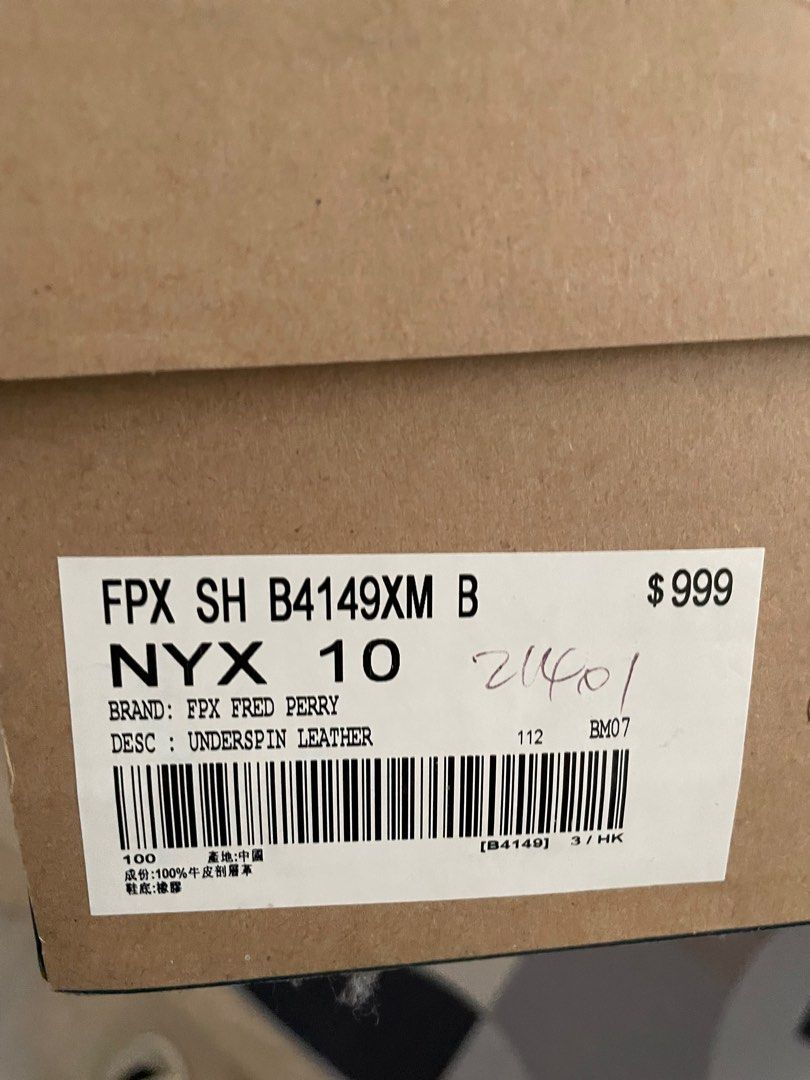 FPX SH B4149XM B $999
NYX 10
BRAND: FPX FRED PERRY
DESC : UNDERSPIN LEATHER 112 BM07
[B4149] 3/HK
100 產地:中國
成份:100%牛皮剖層革
鞋底:橡膠